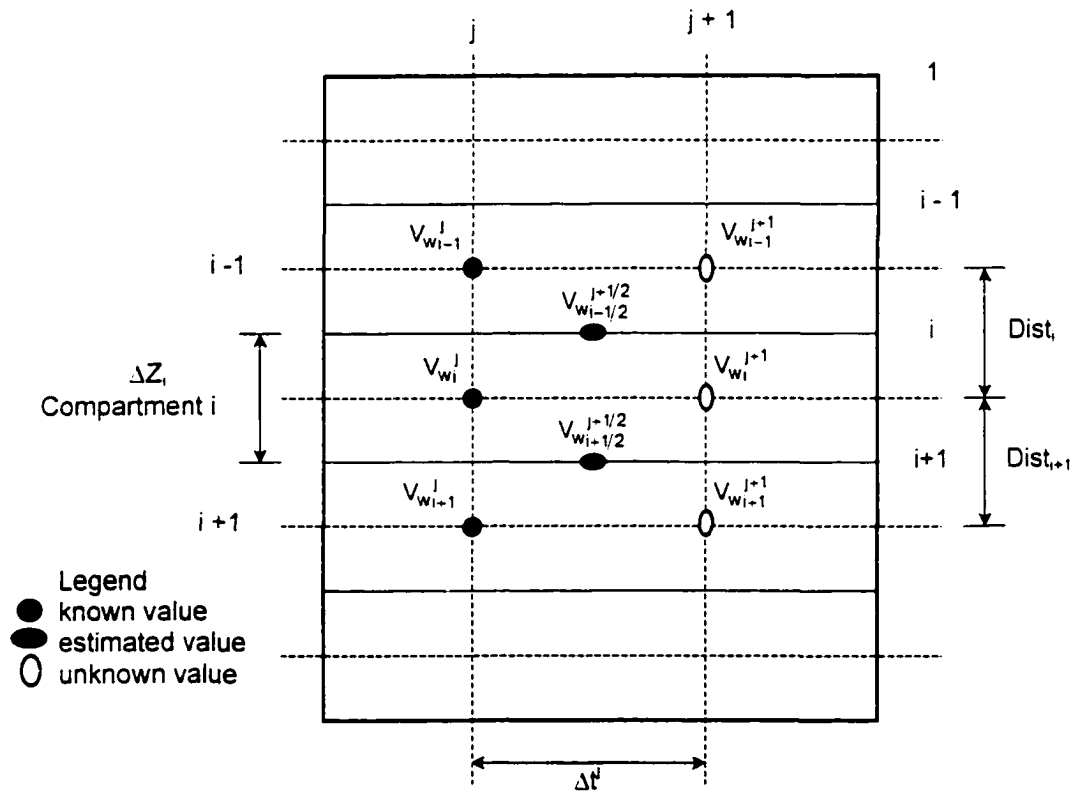 j
j + 1
1
i - 1
V_{w_{i-1}}^{j}
V_{w_{i-1}}^{j+1}
i -1
V_{w_{i-1/2}}^{j+1/2}
i
Dist_i
ΔZ_i
Compartment i
V_{w_i}^{j}
V_{w_i}^{j+1}
V_{w_{i+1/2}}^{j+1/2}
i+1
Dist_{i+1}
V_{w_{i+1}}^{j}
V_{w_{i+1}}^{j+1}
i +1
Legend
known value
estimated value
unknown value
Δt^j